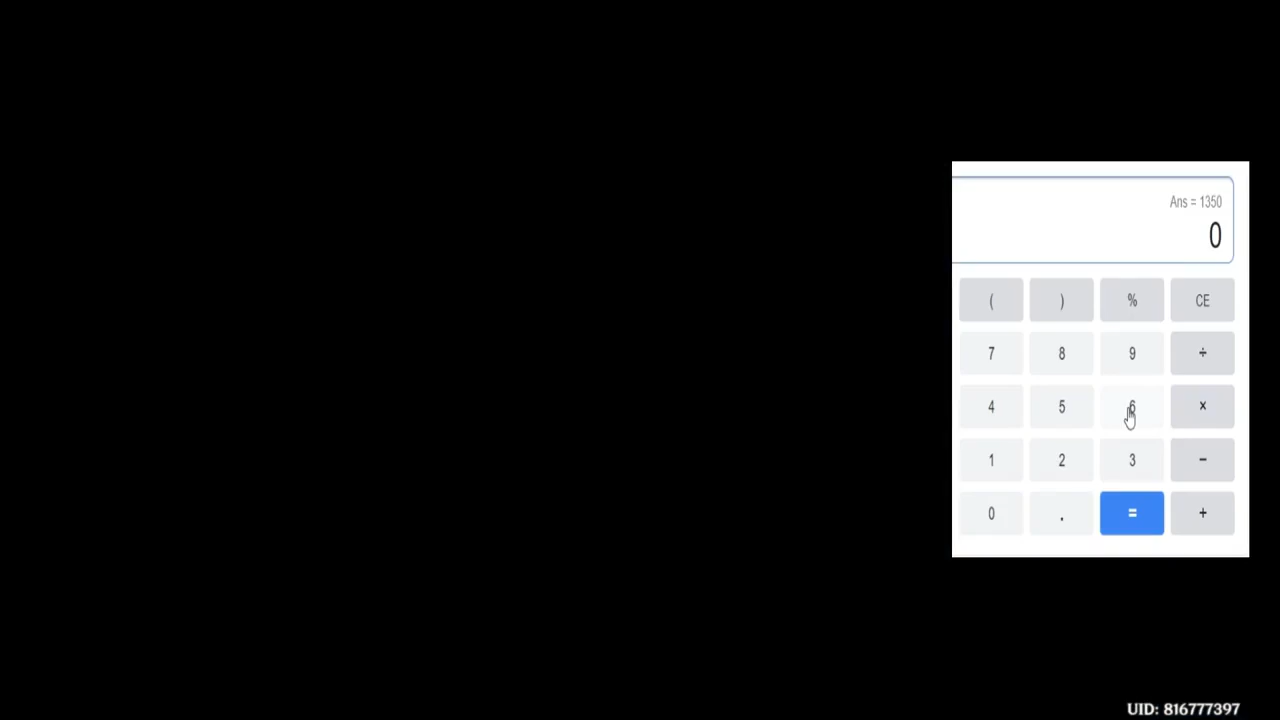 Ans = 1350
0
( ) % CE
7 8 9 ÷
4 5 6 ×
1 2 3 −
0 . = +
UID: 816777397